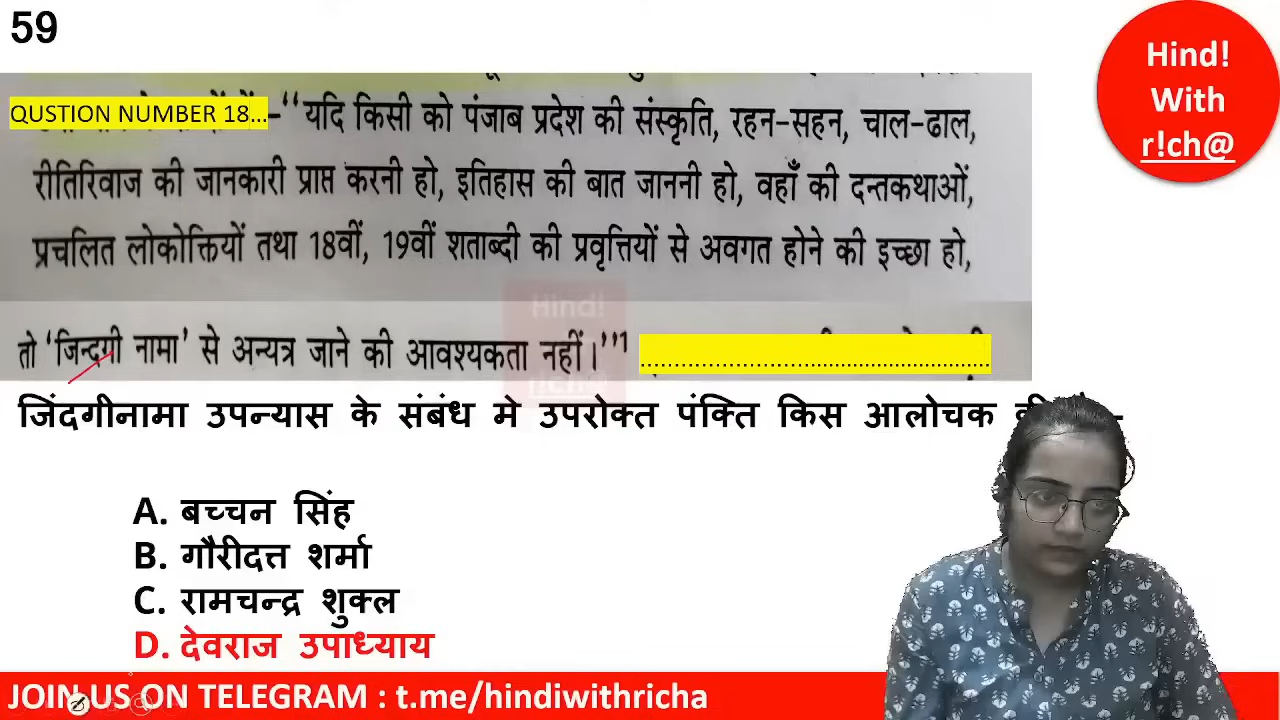 59
Hind!
With
r!ch@
QUSTION NUMBER 18...
-‘‘यदि किसी को पंजाब प्रदेश की संस्कृति, रहन-सहन, चाल-ढाल,
रीतिरिवाज की जानकारी प्राप्त करनी हो, इतिहास की बात जाननी हो, वहाँ की दन्तकथाओं,
प्रचलित लोकोक्तियों तथा 18वीं, 19वीं शताब्दी की प्रवृत्तियों से अवगत होने की इच्छा हो,
तो ‘जिन्दगी नामा’ से अन्यत्र जाने की आवश्यकता नहीं।’’1
जिंदगीनामा उपन्यास के संबंध मे उपरोक्त पंक्ति किस आलोचक
A. बच्चन सिंह
B. गौरीदत्त शर्मा
C. रामचन्द्र शुक्ल
D. देवराज उपाध्याय
JOIN US ON TELEGRAM : t.me/hindiwithricha